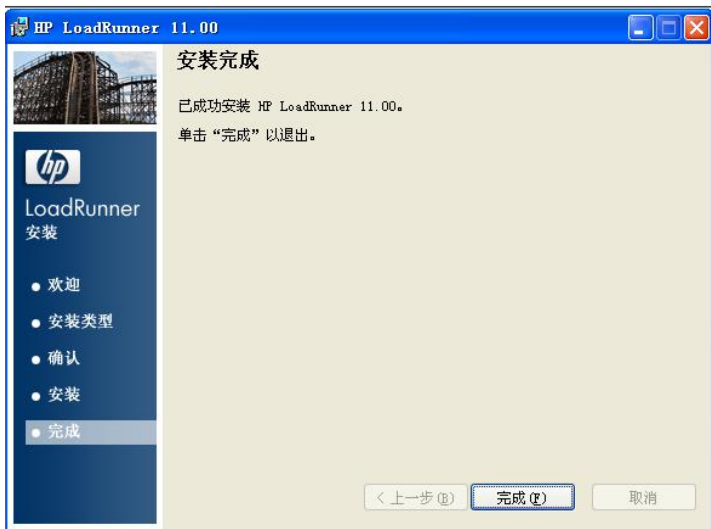 HP LoadRunner 11.00
安装完成
已成功安装 HP LoadRunner 11.00。
单击“完成”以退出。
hp
LoadRunner
安装
欢迎
安装类型
确认
安装
完成
< 上一步(B)
完成(F)
取消